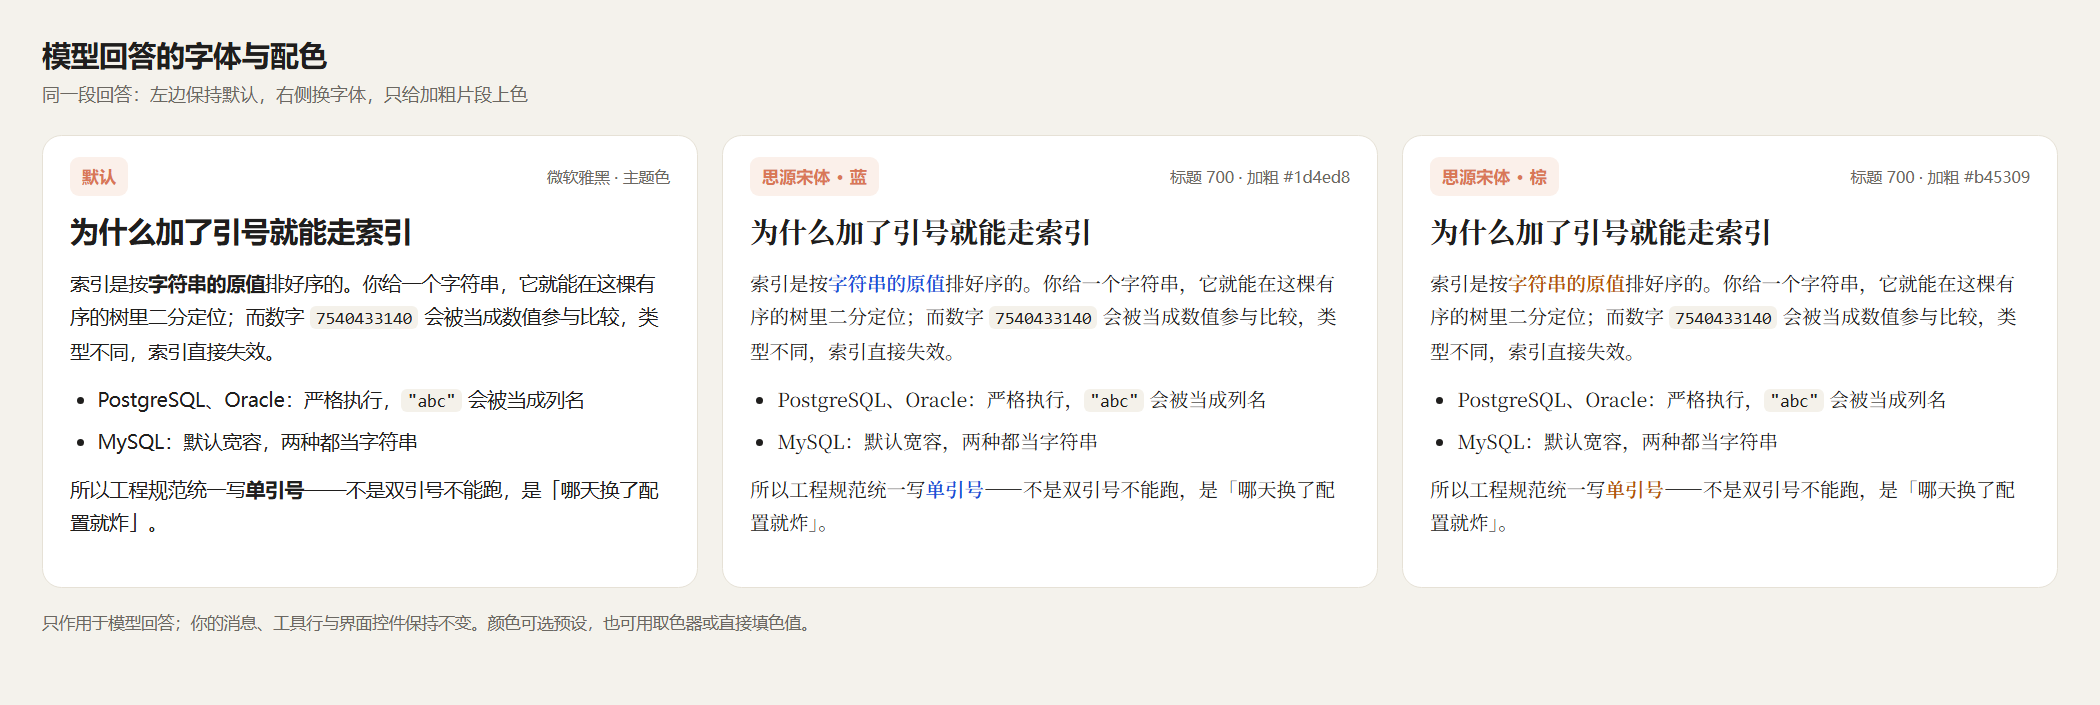 模型回答的字体与配色
同一段回答：左边保持默认，右侧换字体，只给加粗片段上色
默认
微软雅黑 · 主题色
为什么加了引号就能走索引
索引是按字符串的原值排好序的。你给一个字符串，它就能在这棵有
序的树里二分定位；而数字 7540433140 会被当成数值参与比较，类
型不同，索引直接失效。
• PostgreSQL、Oracle：严格执行，"abc" 会被当成列名
• MySQL：默认宽容，两种都当字符串
所以工程规范统一写单引号——不是双引号不能跑，是「哪天换了配
置就炸」。
思源宋体 · 蓝
标题 700 · 加粗 #1d4ed8
为什么加了引号就能走索引
索引是按字符串的原值排好序的。你给一个字符串，它就能在这棵有
序的树里二分定位；而数字 7540433140 会被当成数值参与比较，类
型不同，索引直接失效。
• PostgreSQL、Oracle：严格执行，"abc" 会被当成列名
• MySQL：默认宽容，两种都当字符串
所以工程规范统一写单引号——不是双引号不能跑，是「哪天换了配
置就炸」。
思源宋体 · 棕
标题 700 · 加粗 #b45309
为什么加了引号就能走索引
索引是按字符串的原值排好序的。你给一个字符串，它就能在这棵有
序的树里二分定位；而数字 7540433140 会被当成数值参与比较，类
型不同，索引直接失效。
• PostgreSQL、Oracle：严格执行，"abc" 会被当成列名
• MySQL：默认宽容，两种都当字符串
所以工程规范统一写单引号——不是双引号不能跑，是「哪天换了配
置就炸」。
只作用于模型回答；你的消息、工具行与界面控件保持不变。颜色可选预设，也可用取色器或直接填色值。